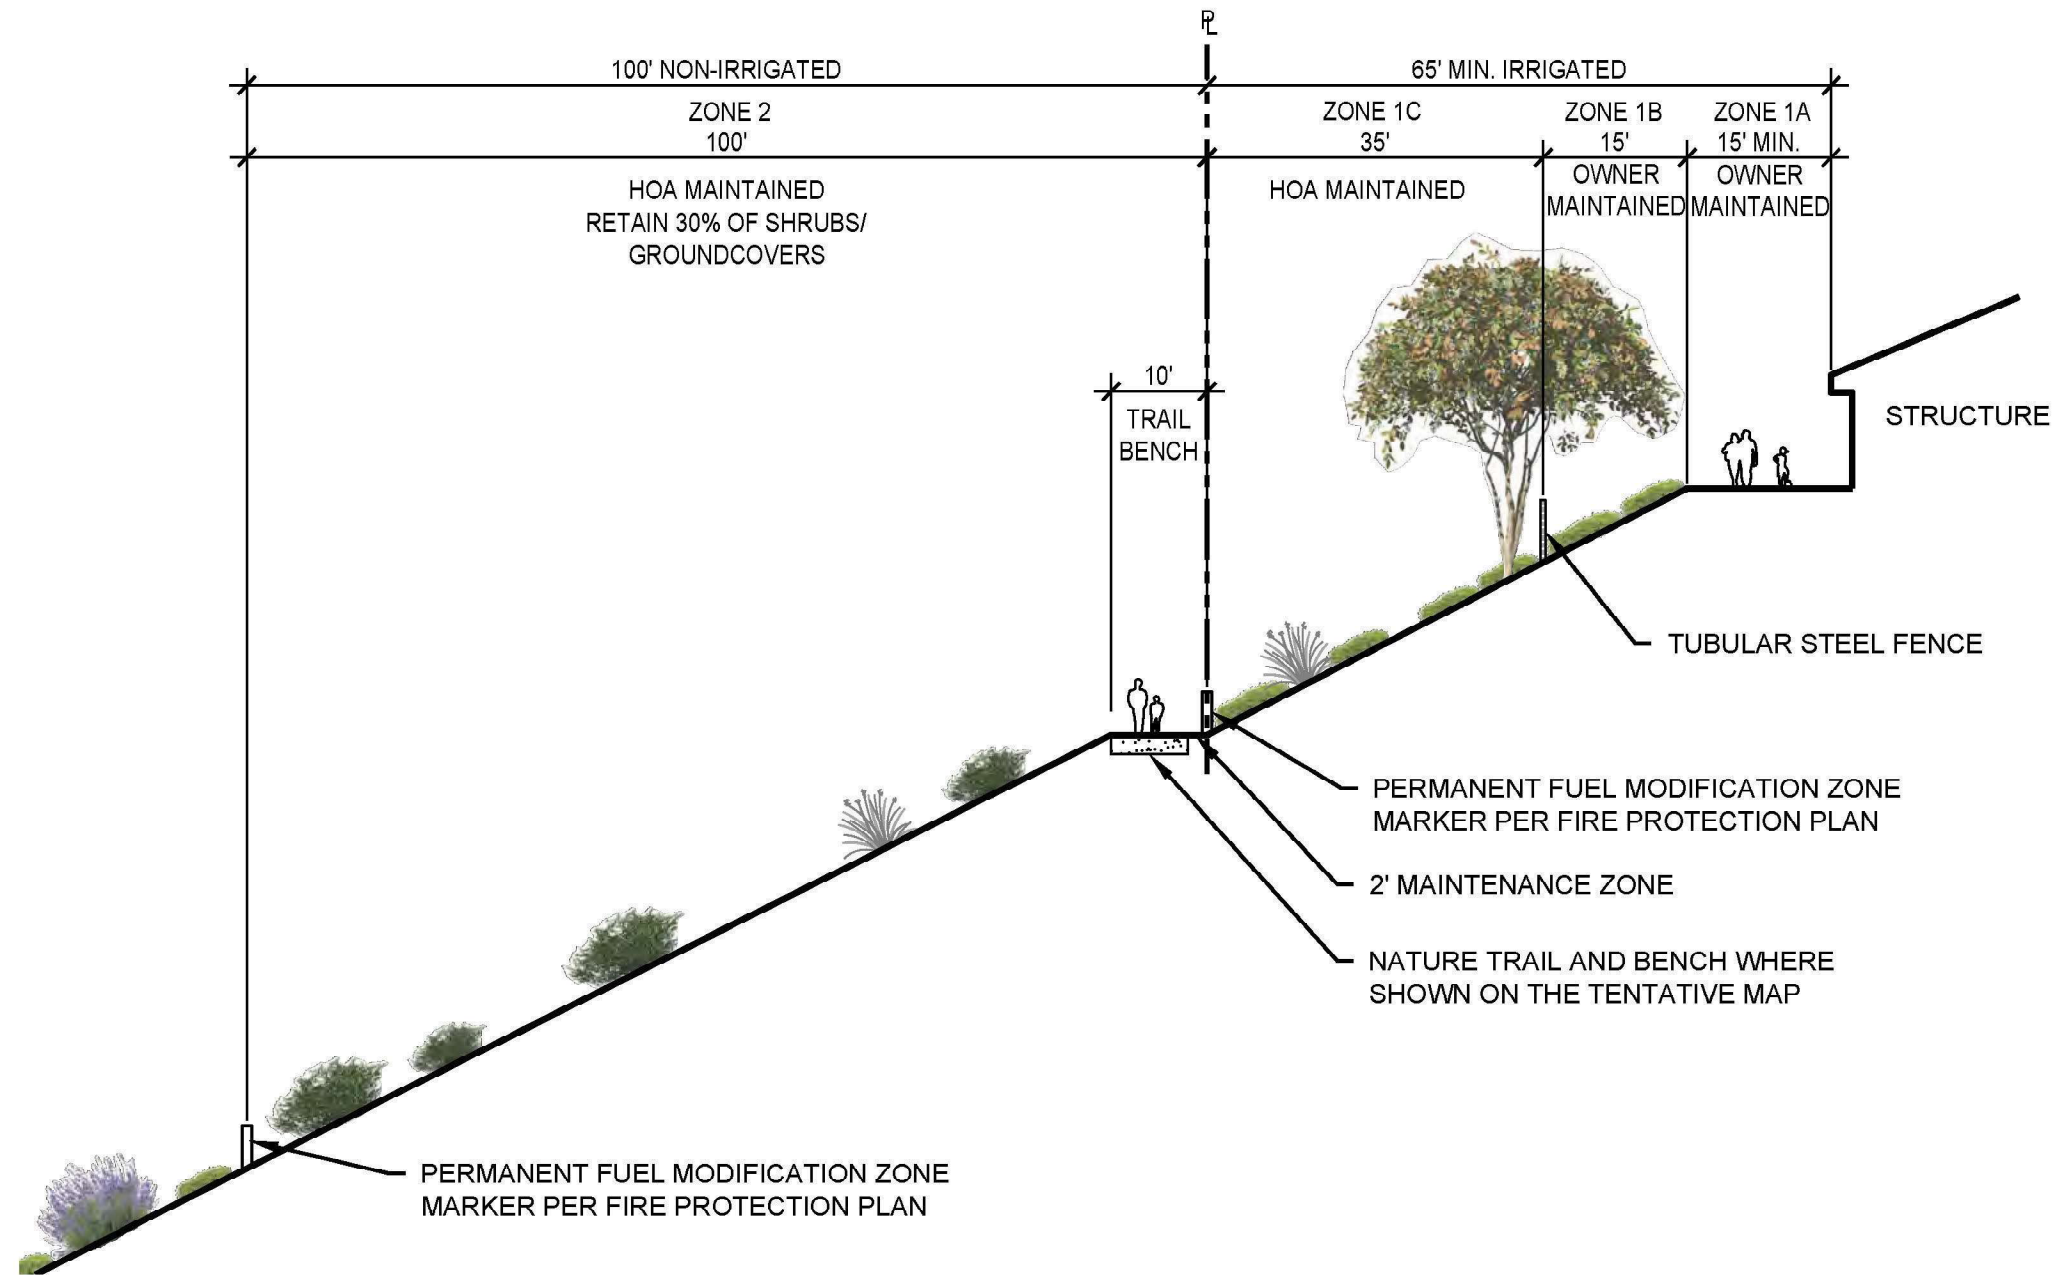 PL
100' NON-IRRIGATED
65' MIN. IRRIGATED
ZONE 2
100'
ZONE 1C
35'
ZONE 1B
15'
ZONE 1A
15' MIN.
HOA MAINTAINED
RETAIN 30% OF SHRUBS/
GROUNDCOVERS
HOA MAINTAINED
OWNER
MAINTAINED
OWNER
MAINTAINED
10'
TRAIL
BENCH
STRUCTURE
TUBULAR STEEL FENCE
PERMANENT FUEL MODIFICATION ZONE
MARKER PER FIRE PROTECTION PLAN
2' MAINTENANCE ZONE
NATURE TRAIL AND BENCH WHERE
SHOWN ON THE TENTATIVE MAP
PERMANENT FUEL MODIFICATION ZONE
MARKER PER FIRE PROTECTION PLAN